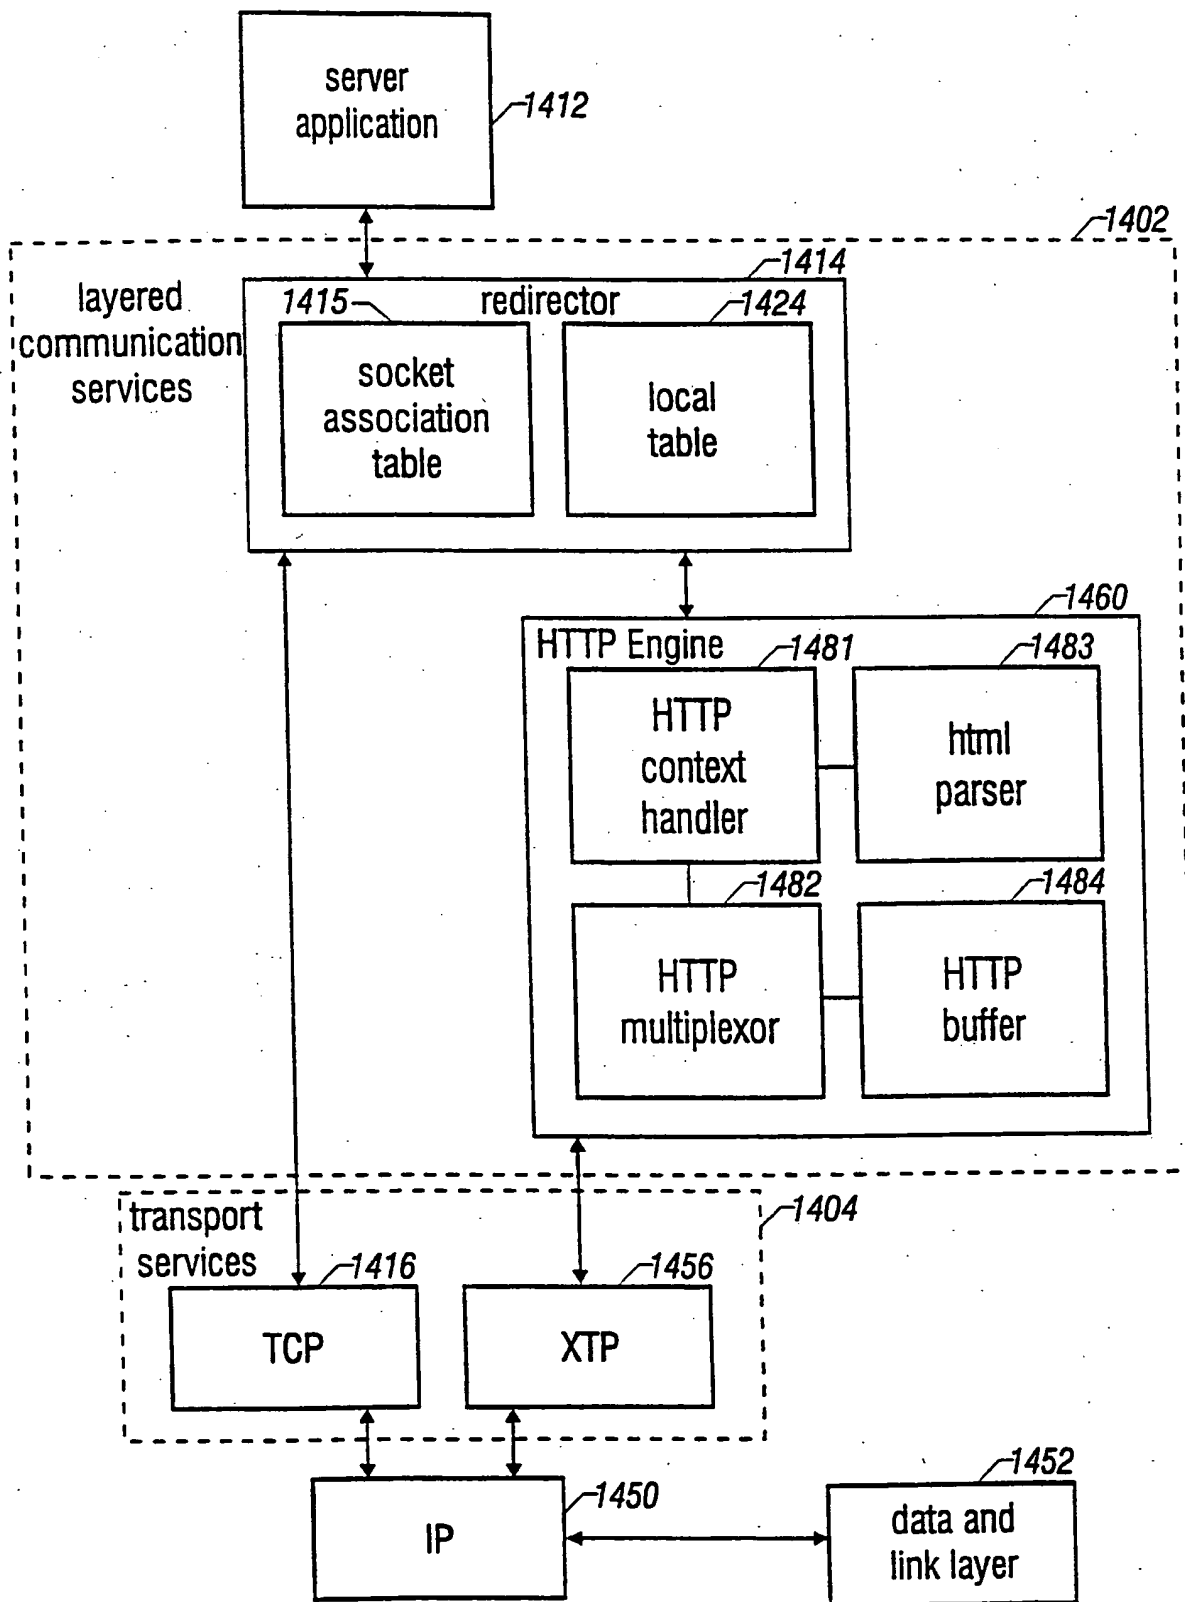 server
application
1412
1402
1414
layered
communication
services
redirector
1415
1424
socket
association
table
local
table
1460
HTTP Engine
1481
1483
HTTP
context
handler
html
parser
1482
1484
HTTP
multiplexor
HTTP
buffer
transport
services
1404
1416
1456
TCP
XTP
1450
1452
IP
data and
link layer